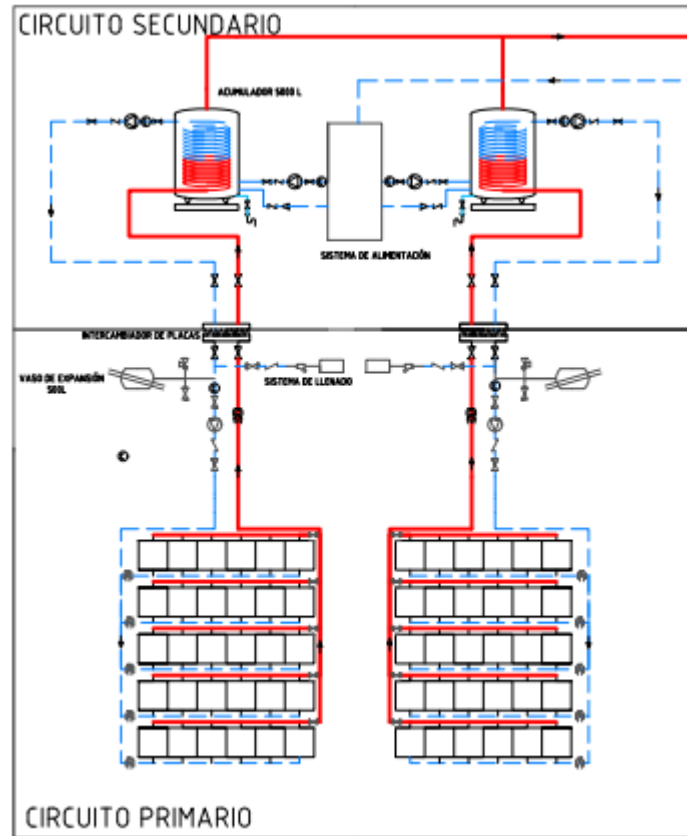 CIRCUITO SECUNDARIO
ACUMULADOR 5000 L
SISTEMA DE ALIMENTACIÓN
INTERCAMBIADOR DE PLACAS
VASO DE EXPANSIÓN
500L
SISTEMA DE LLENADO
CIRCUITO PRIMARIO